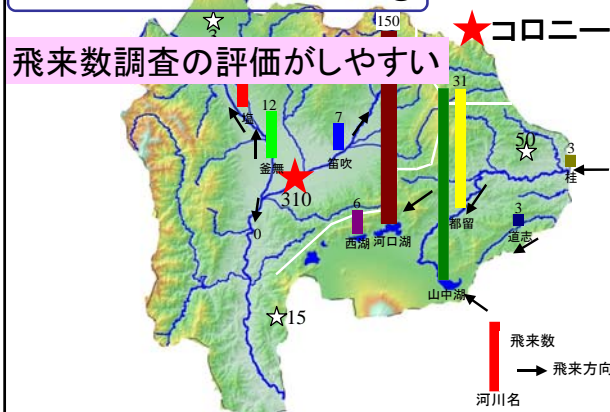 150
★コロニー
飛来数調査の評価がしやすい
31
12
7
塩
釜無
笛吹
50
3
桂
310
0
6
3
西湖
河口湖
都留
道志
山中湖
15
飛来数
飛来方向
河川名